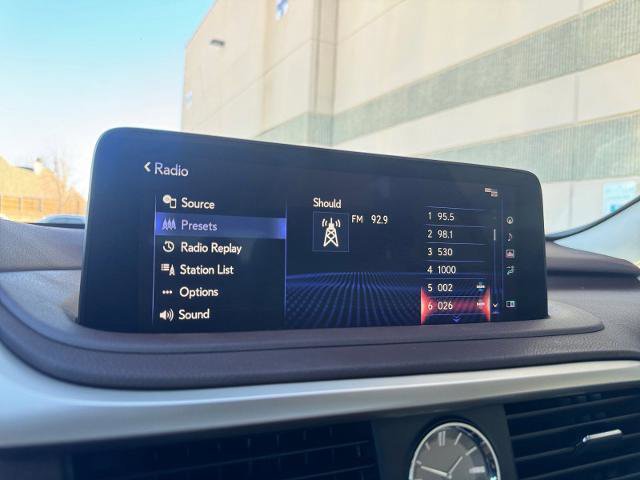 Radio
Source
Presets
Radio Replay
Station List
Options
Sound
Should
FM 92.9
1 95.5
2 98.1
3 530
4 1000
5 002
6 026